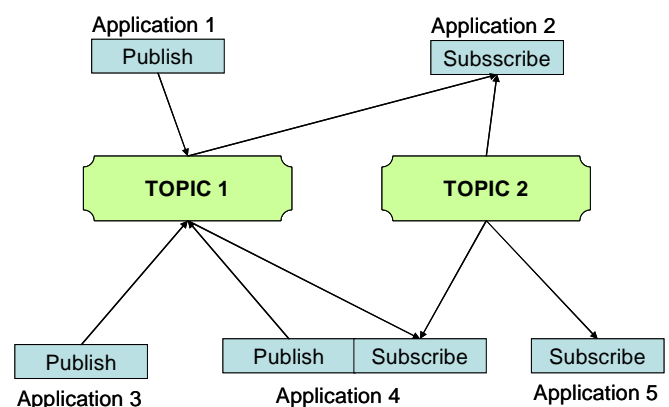 Application 1
Publish
Application 2
Subsscribe
TOPIC 1
TOPIC 2
Publish
Application 3
Publish
Subscribe
Application 4
Subscribe
Application 5